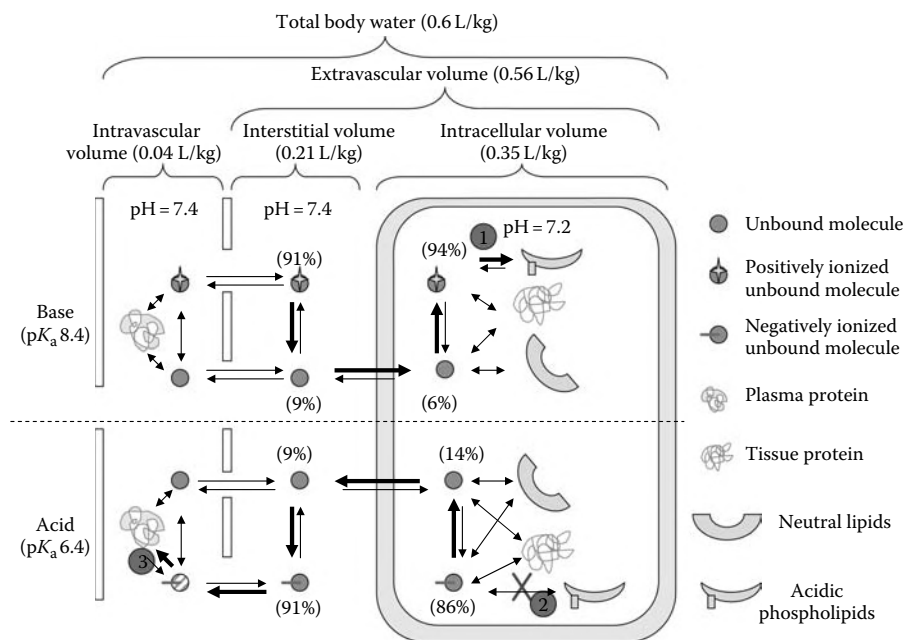 Total body water (0.6 L/kg)
Extravascular volume (0.56 L/kg)
Intravascular
volume (0.04 L/kg)
Interstitial volume
(0.21 L/kg)
Intracellular volume
(0.35 L/kg)
pH = 7.4
pH = 7.4
pH = 7.2
1
(91%)
(94%)
Base
(pKa 8.4)
(9%)
(6%)
(9%)
(14%)
Acid
(pKa 6.4)
3
2
(91%)
(86%)
Unbound molecule
Positively ionized
unbound molecule
Negatively ionized
unbound molecule
Plasma protein
Tissue protein
Neutral lipids
Acidic
phospholipids